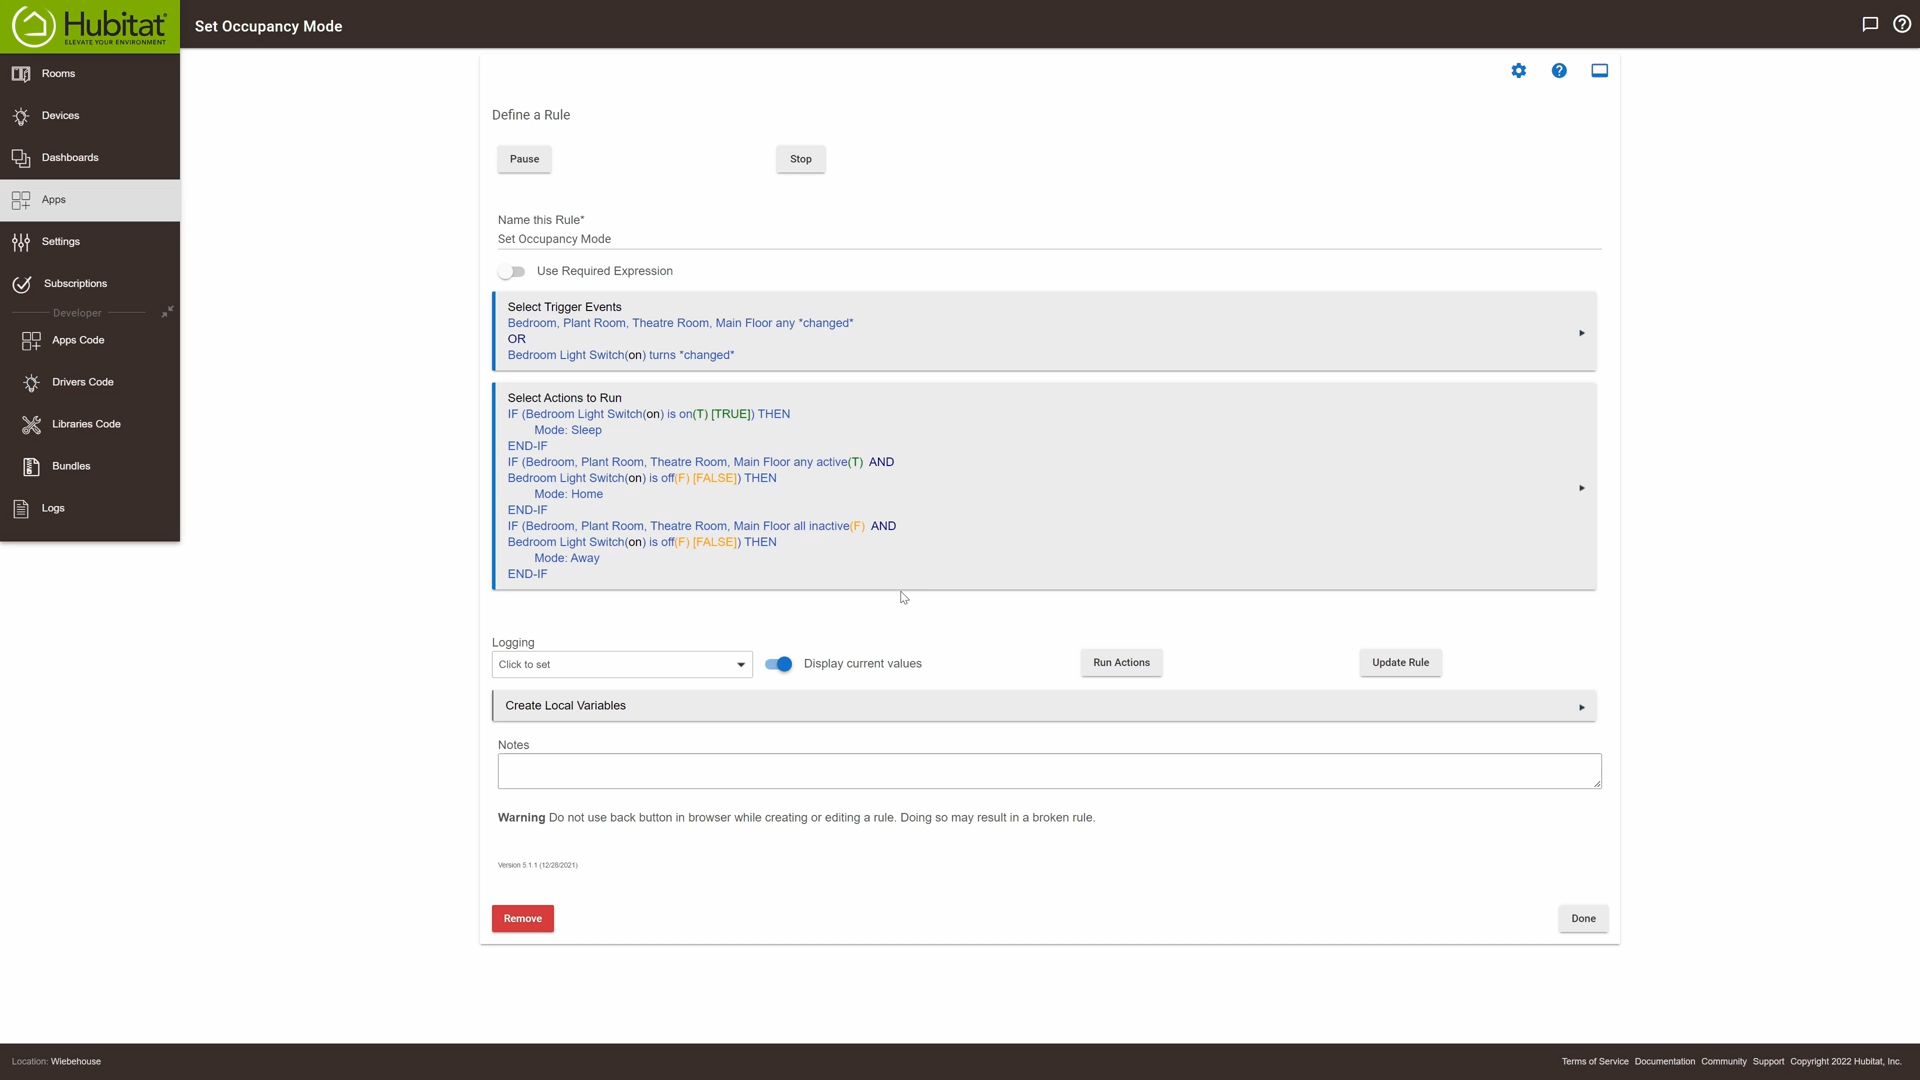 Hubitat
ELEVATE YOUR ENVIRONMENT
Set Occupancy Mode
Rooms
Devices
Dashboards
Apps
Settings
Subscriptions
Developer
Apps Code
Drivers Code
Libraries Code
Bundles
Logs
Define a Rule
Pause
Stop
Name this Rule*
Set Occupancy Mode
Use Required Expression
Select Trigger Events
Bedroom, Plant Room, Theatre Room, Main Floor any *changed*
OR
Bedroom Light Switch(on) turns *changed*
Select Actions to Run
IF (Bedroom Light Switch(on) is on(T) [TRUE]) THEN
Mode: Sleep
END-IF
IF (Bedroom, Plant Room, Theatre Room, Main Floor any active(T) AND
Bedroom Light Switch(on) is off(F) [FALSE]) THEN
Mode: Home
END-IF
IF (Bedroom, Plant Room, Theatre Room, Main Floor all inactive(F) AND
Bedroom Light Switch(on) is off(F) [FALSE]) THEN
Mode: Away
END-IF
Logging
Click to set
Display current values
Run Actions
Update Rule
Create Local Variables
Notes
Warning Do not use back button in browser while creating or editing a rule. Doing so may result in a broken rule.
Version 5.1.1 (12/28/2021)
Remove
Done
Location: Wiebehouse
Terms of Service Documentation Community Support Copyright 2022 Hubitat, Inc.